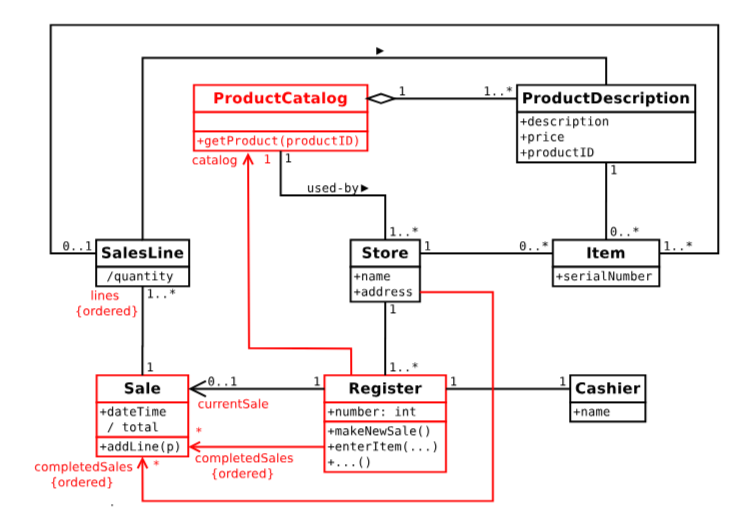 ▶
ProductCatalog
1
1..*
ProductDescription
+getProduct(productID)
+description
+price
+productID
catalog
1
1
1
used-by▶
1..*
0..*
0..1
SalesLine
Store
1
0..*
Item
1..*
/quantity
+name
+address
+serialNumber
lines
{ordered}
1..*
1
1
1..*
Sale
0..1
1
Register
1
1
Cashier
currentSale
+dateTime
/ total
+number: int
+name
*
+makeNewSale()
+addLine(p)
+enterItem(...)
completedSales
{ordered}
+...()
completedSales
{ordered}
*